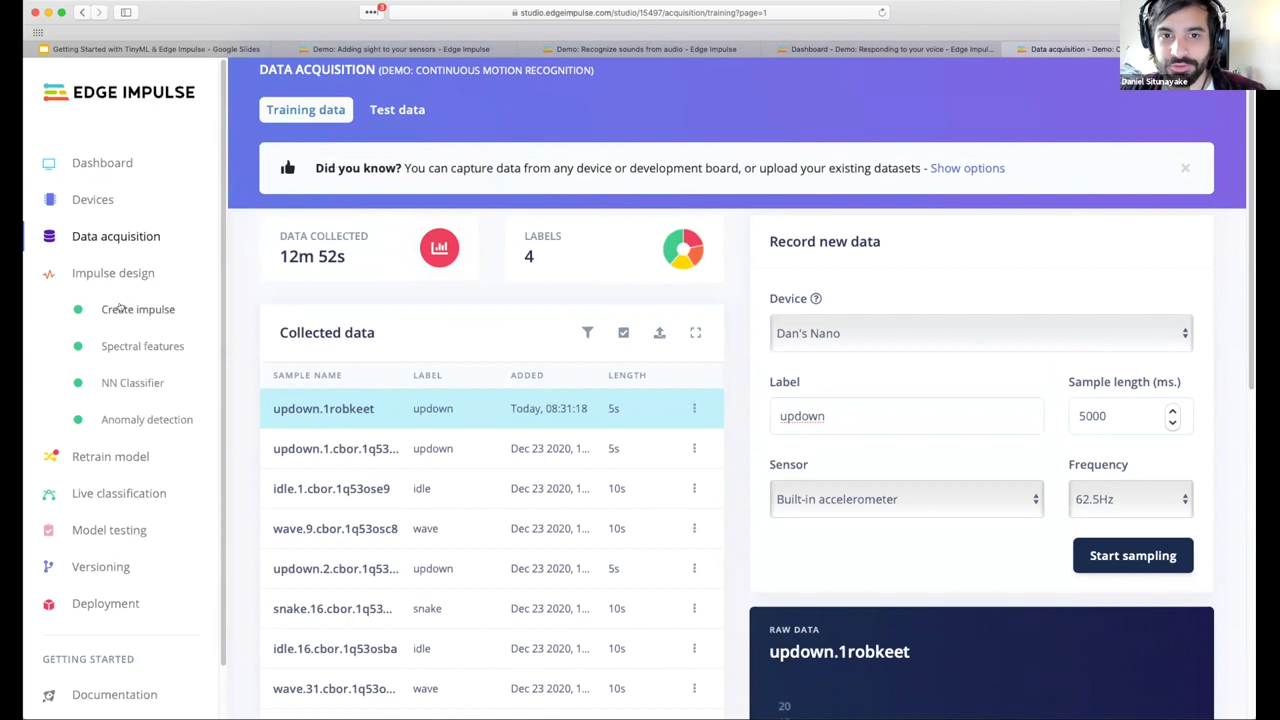 studio.edgeimpulse.com/studio/15497/acquisition/training?page=1
3
Getting Started with TinyML & Edge Impulse - Google Slides
Demo: Adding sight to your sensors - Edge Impulse
Demo: Recognize sounds from audio - Edge Impulse
Dashboard - Demo: Responding to your voice - Edge Impul...
Data acquisition - Demo: C
Daniel Situnayake
EDGE IMPULSE
Dashboard
Devices
Data acquisition
Impulse design
Create impulse
Spectral features
NN Classifier
Anomaly detection
Retrain model
Live classification
Model testing
Versioning
Deployment
GETTING STARTED
Documentation
DATA ACQUISITION (DEMO: CONTINUOUS MOTION RECOGNITION)
Training data
Test data
Did you know? You can capture data from any device or development board, or upload your existing datasets - Show options
DATA COLLECTED
12m 52s
LABELS
4
Collected data
SAMPLE NAME LABEL ADDED LENGTH
updown.1robkeet updown Today, 08:31:18 5s
updown.1.cbor.1q53... updown Dec 23 2020, 1... 5s
idle.1.cbor.1q53ose9 idle Dec 23 2020, 1... 10s
wave.9.cbor.1q53osc8 wave Dec 23 2020, 1... 10s
updown.2.cbor.1q53... updown Dec 23 2020, 1... 5s
snake.16.cbor.1q53... snake Dec 23 2020, 1... 10s
idle.16.cbor.1q53osba idle Dec 23 2020, 1... 10s
wave.31.cbor.1q53o... wave Dec 23 2020, 1... 10s
Record new data
Device
Dan's Nano
Label Sample length (ms.)
updown 5000
Sensor Frequency
Built-in accelerometer 62.5Hz
Start sampling
RAW DATA
updown.1robkeet
20